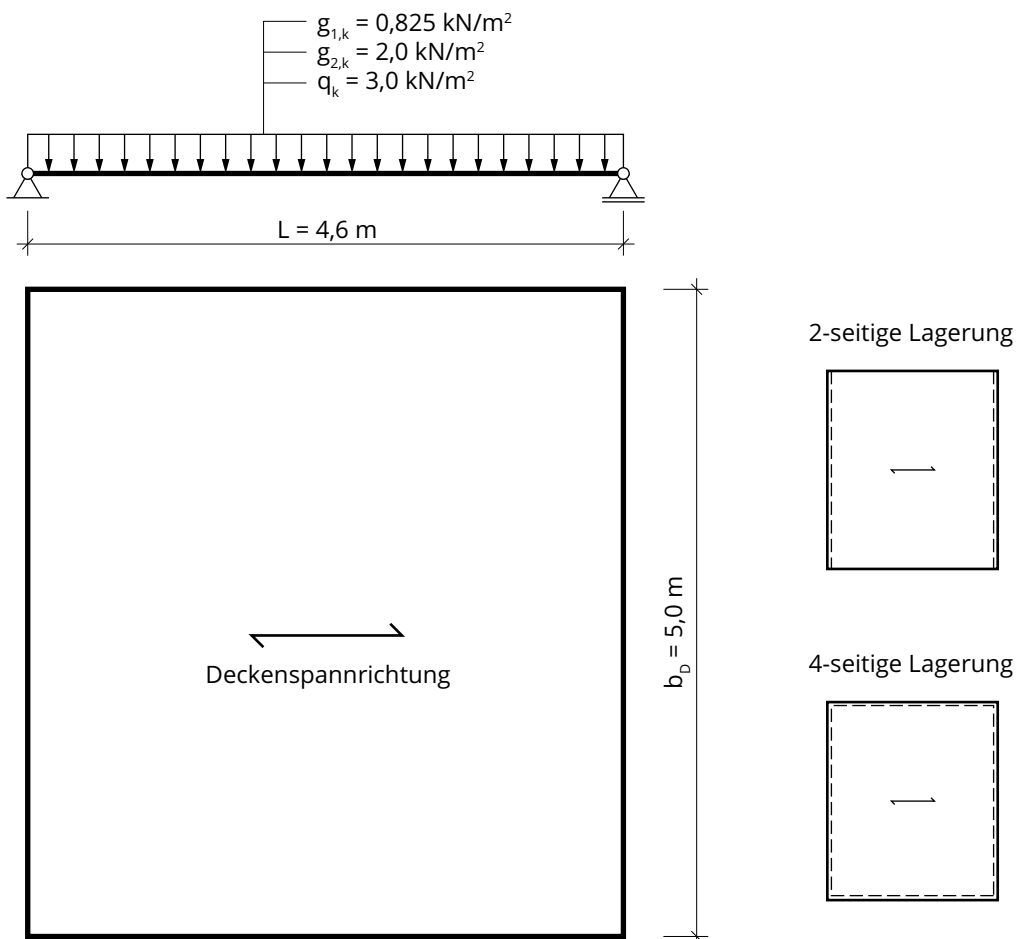 g1,k = 0,825 kN/m²
g2,k = 2,0 kN/m²
qk = 3,0 kN/m²
L = 4,6 m
2-seitige Lagerung
bD = 5,0 m
Deckenspannrichtung
4-seitige Lagerung